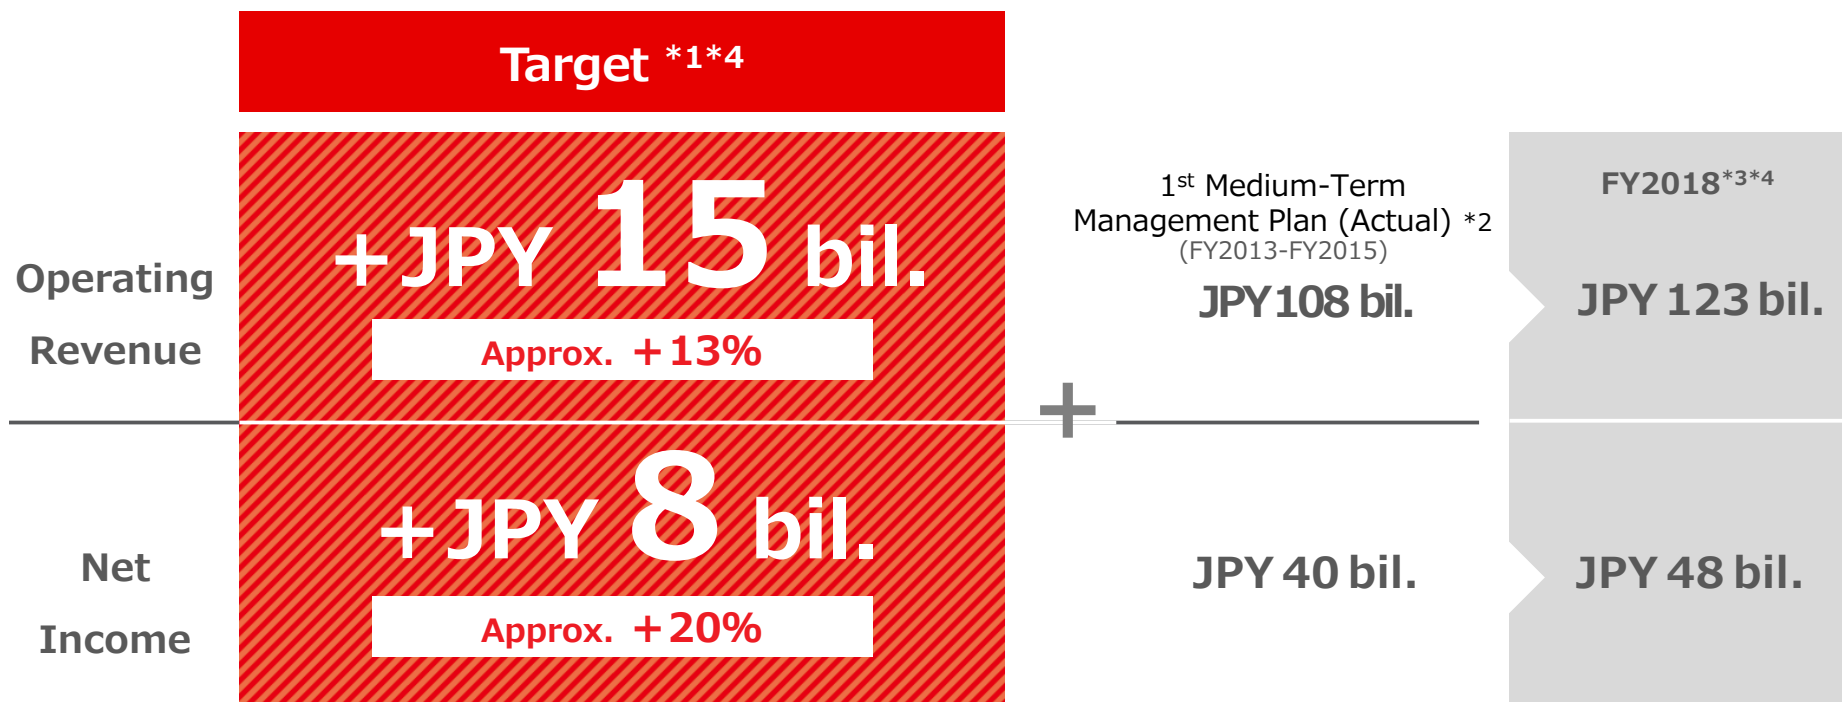 Target *1*4
Operating
Revenue
+JPY 15 bil.
Approx. +13%
1st Medium-Term
Management Plan (Actual) *2
(FY2013-FY2015)
JPY 108 bil.
FY2018*3*4
JPY 123 bil.
+
Net
Income
+JPY 8 bil.
Approx. +20%
JPY 40 bil.
JPY 48 bil.